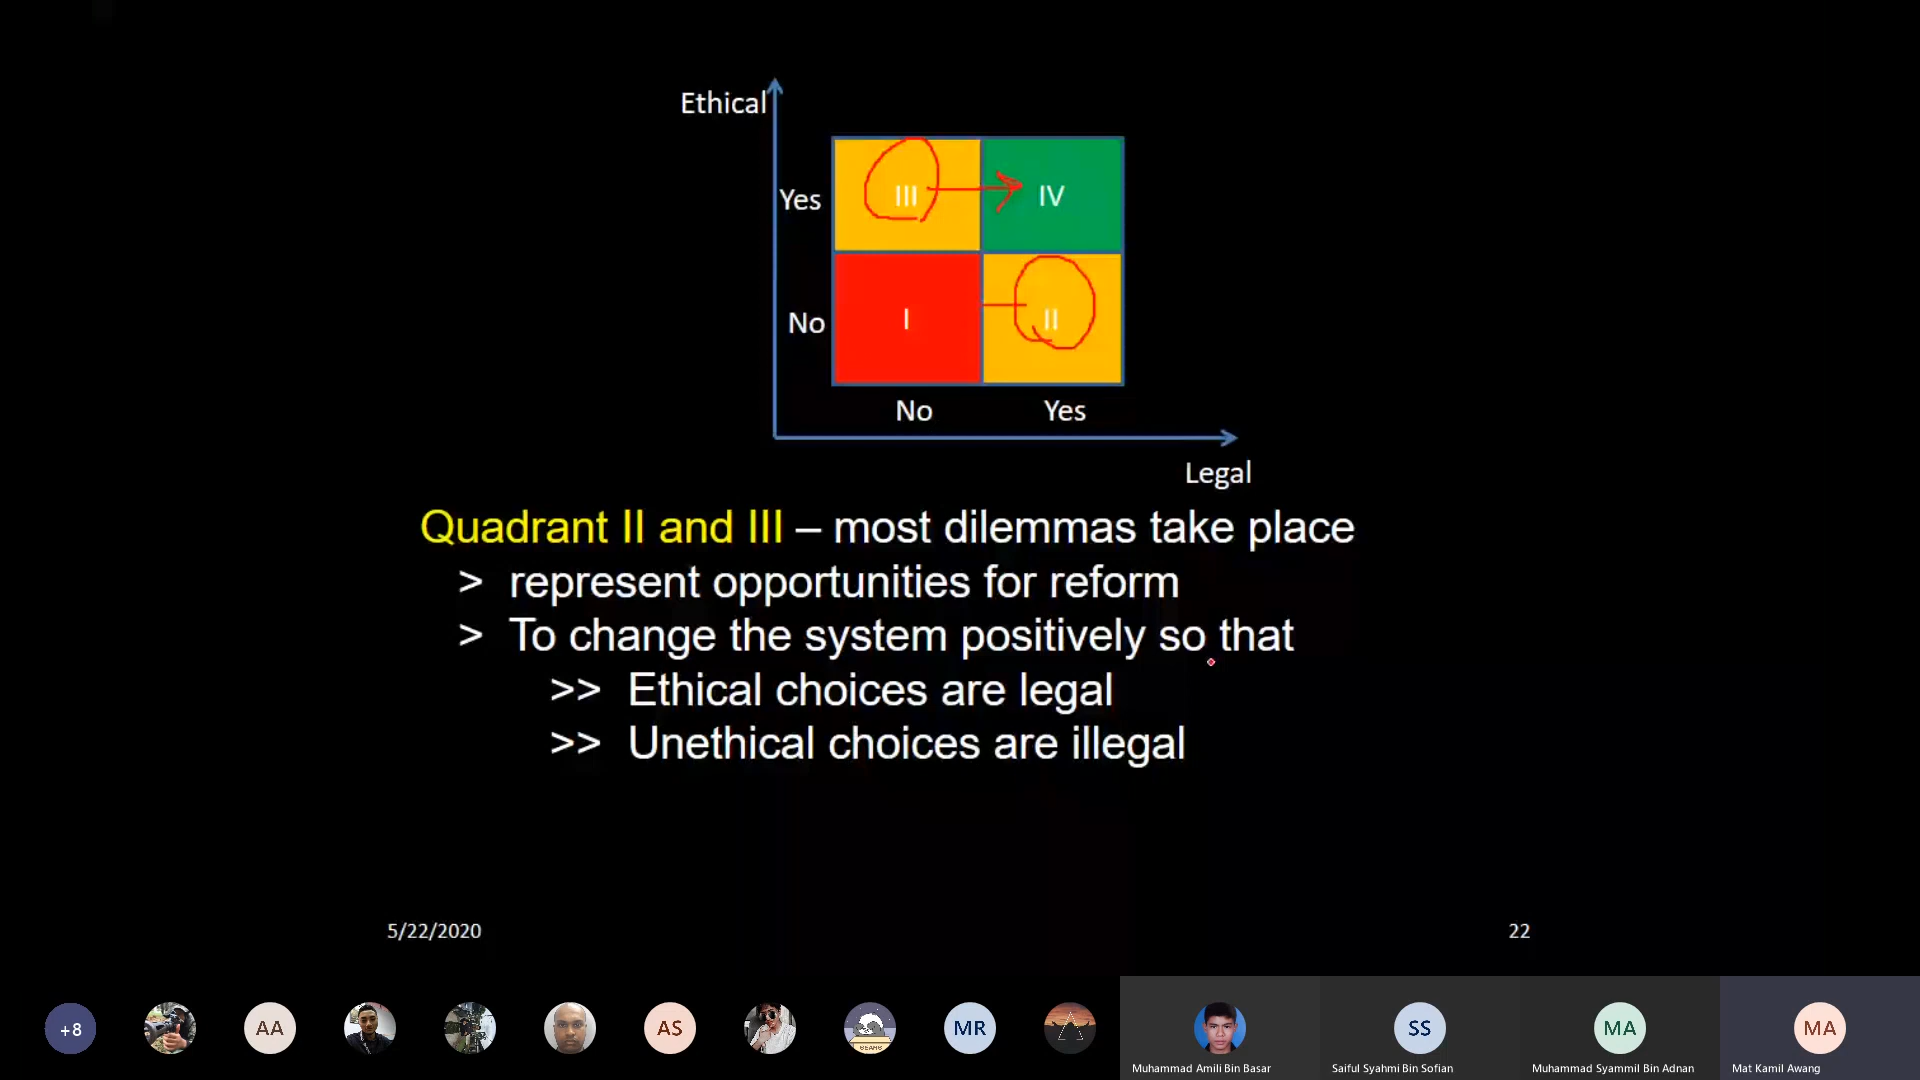 Ethical
Yes III IV
No I II
No Yes
Legal
Quadrant II and III – most dilemmas take place
> represent opportunities for reform
> To change the system positively so that
>> Ethical choices are legal
>> Unethical choices are illegal
5/22/2020 22
+8 AA AS MR SS MA MA
Muhammad Amili Bin Basar Saiful Syahmi Bin Sofian Muhammad Syammil Bin Adnan Mat Kamil Awang